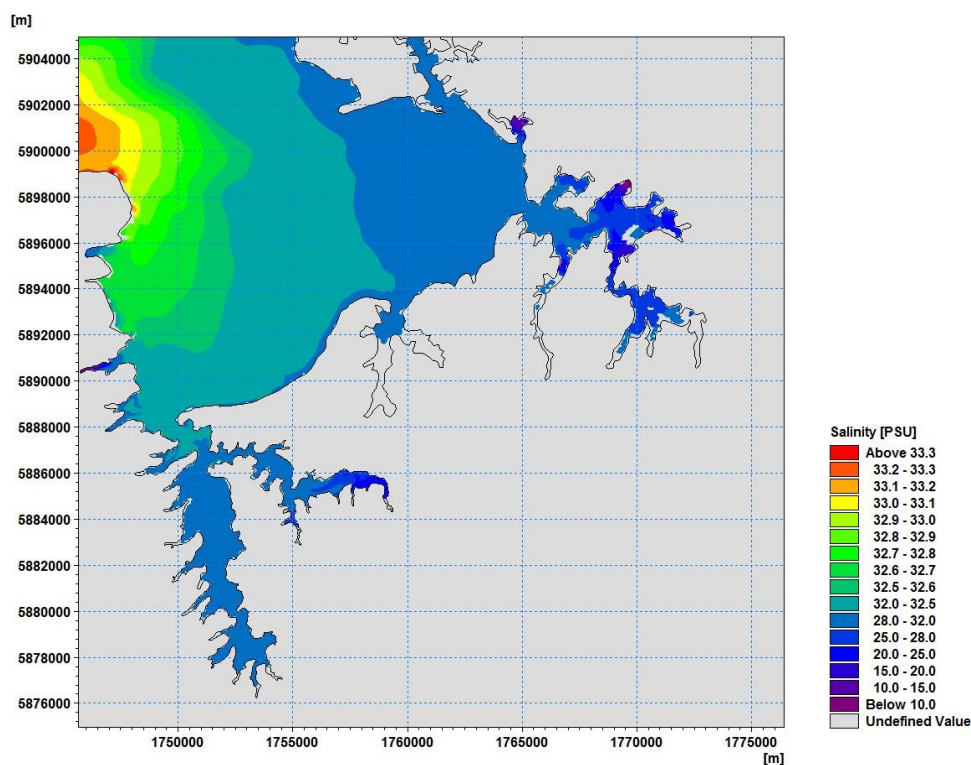 [m]
5904000
5902000
5900000
5898000
5896000
5894000
5892000
5890000
5888000
5886000
5884000
5882000
5880000
5878000
5876000
1750000 1755000 1760000 1765000 1770000 1775000
[m]
Salinity [PSU]
Above 33.3
33.2 - 33.3
33.1 - 33.2
33.0 - 33.1
32.9 - 33.0
32.8 - 32.9
32.7 - 32.8
32.6 - 32.7
32.5 - 32.6
32.0 - 32.5
28.0 - 32.0
25.0 - 28.0
20.0 - 25.0
15.0 - 20.0
10.0 - 15.0
Below 10.0
Undefined Value